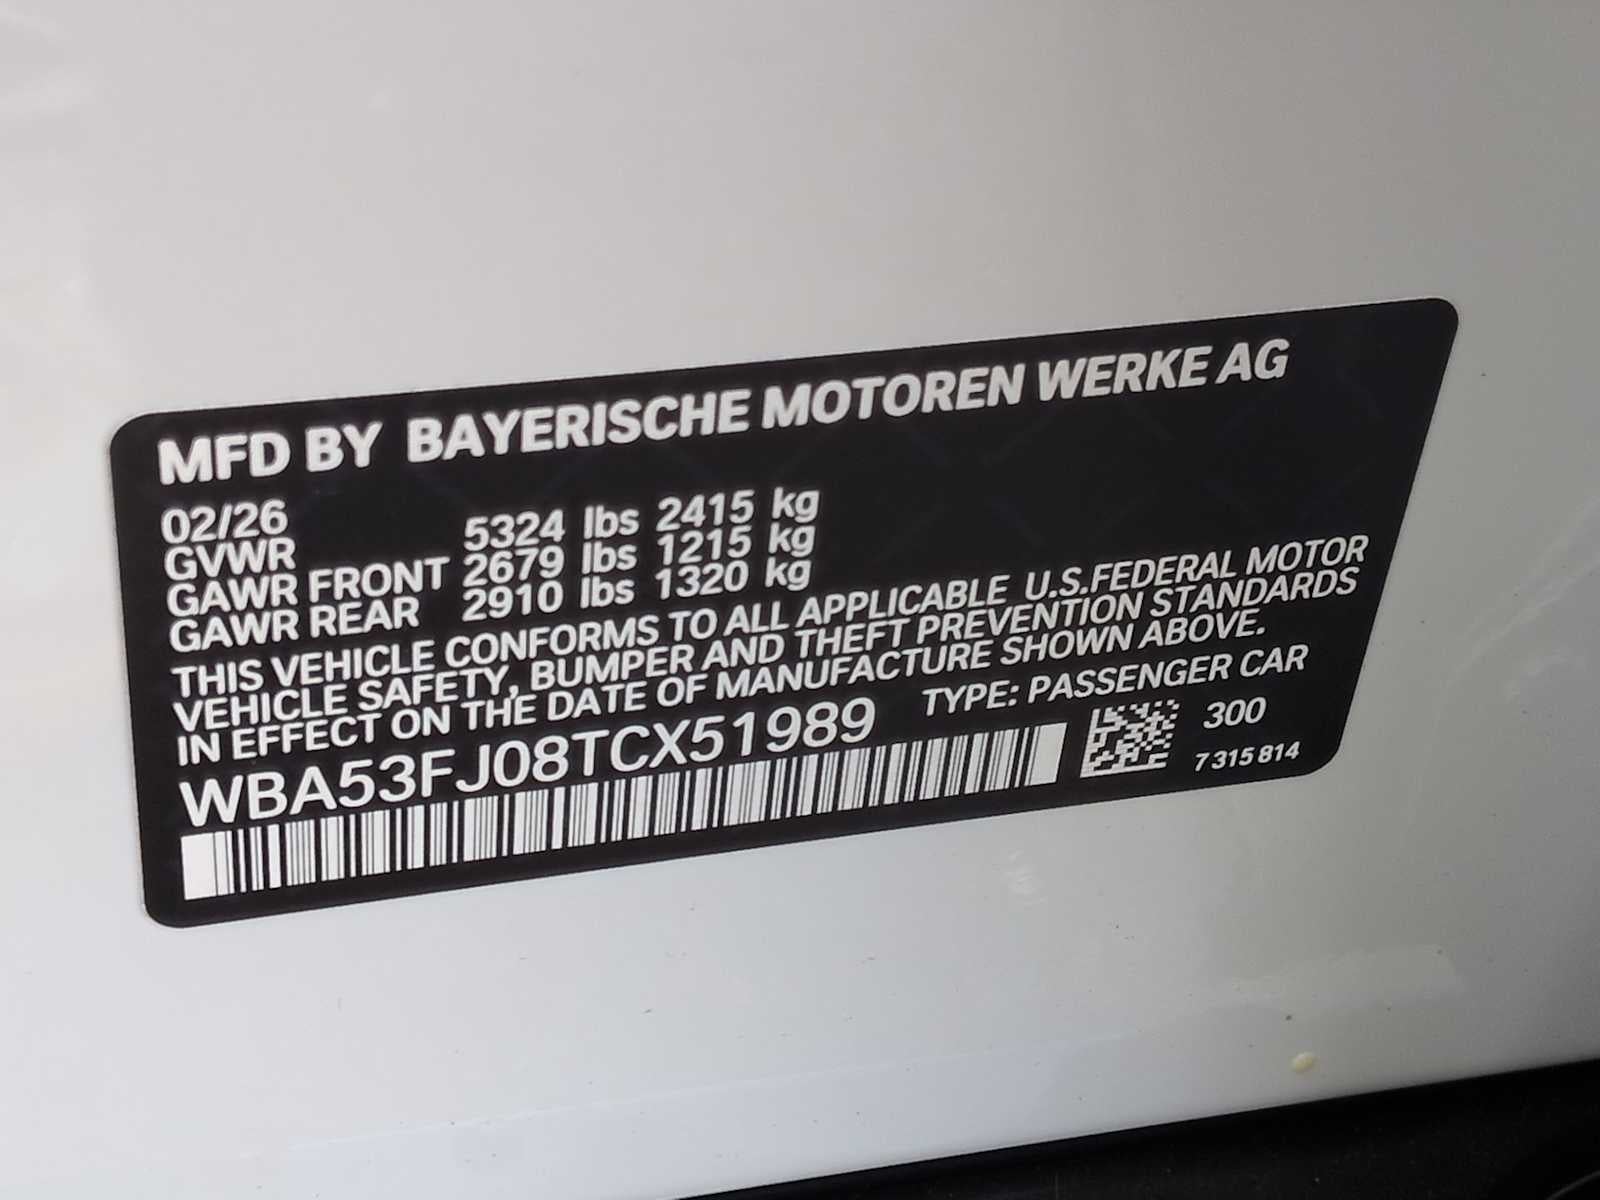 MFD BY BAYERISCHE MOTOREN WERKE AG
02/26
GVWR 5324 lbs 2415 kg
GAWR FRONT 2679 lbs 1215 kg
GAWR REAR 2910 lbs 1320 kg
THIS VEHICLE CONFORMS TO ALL APPLICABLE U.S.FEDERAL MOTOR
VEHICLE SAFETY, BUMPER AND THEFT PREVENTION STANDARDS
IN EFFECT ON THE DATE OF MANUFACTURE SHOWN ABOVE.
WBA53FJ08TCX51989 TYPE: PASSENGER CAR
300
7 315 814